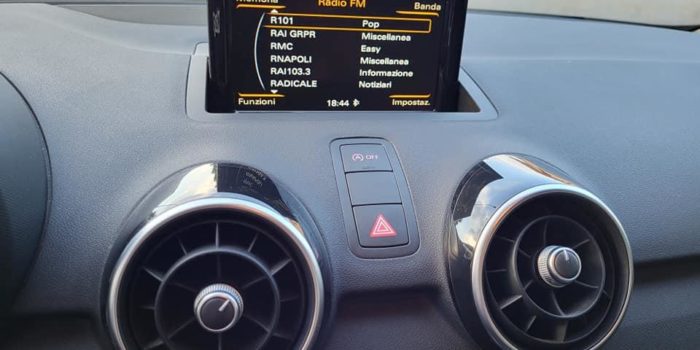 Memoria Radio FM Banda
R101 Pop
RAI GRPR Miscellanea
RMC Easy
RNAPOLI Miscellanea
RAI103.3 Informazione
RADICALE Notiziari
Funzioni 18:44 Impostaz.
OFF